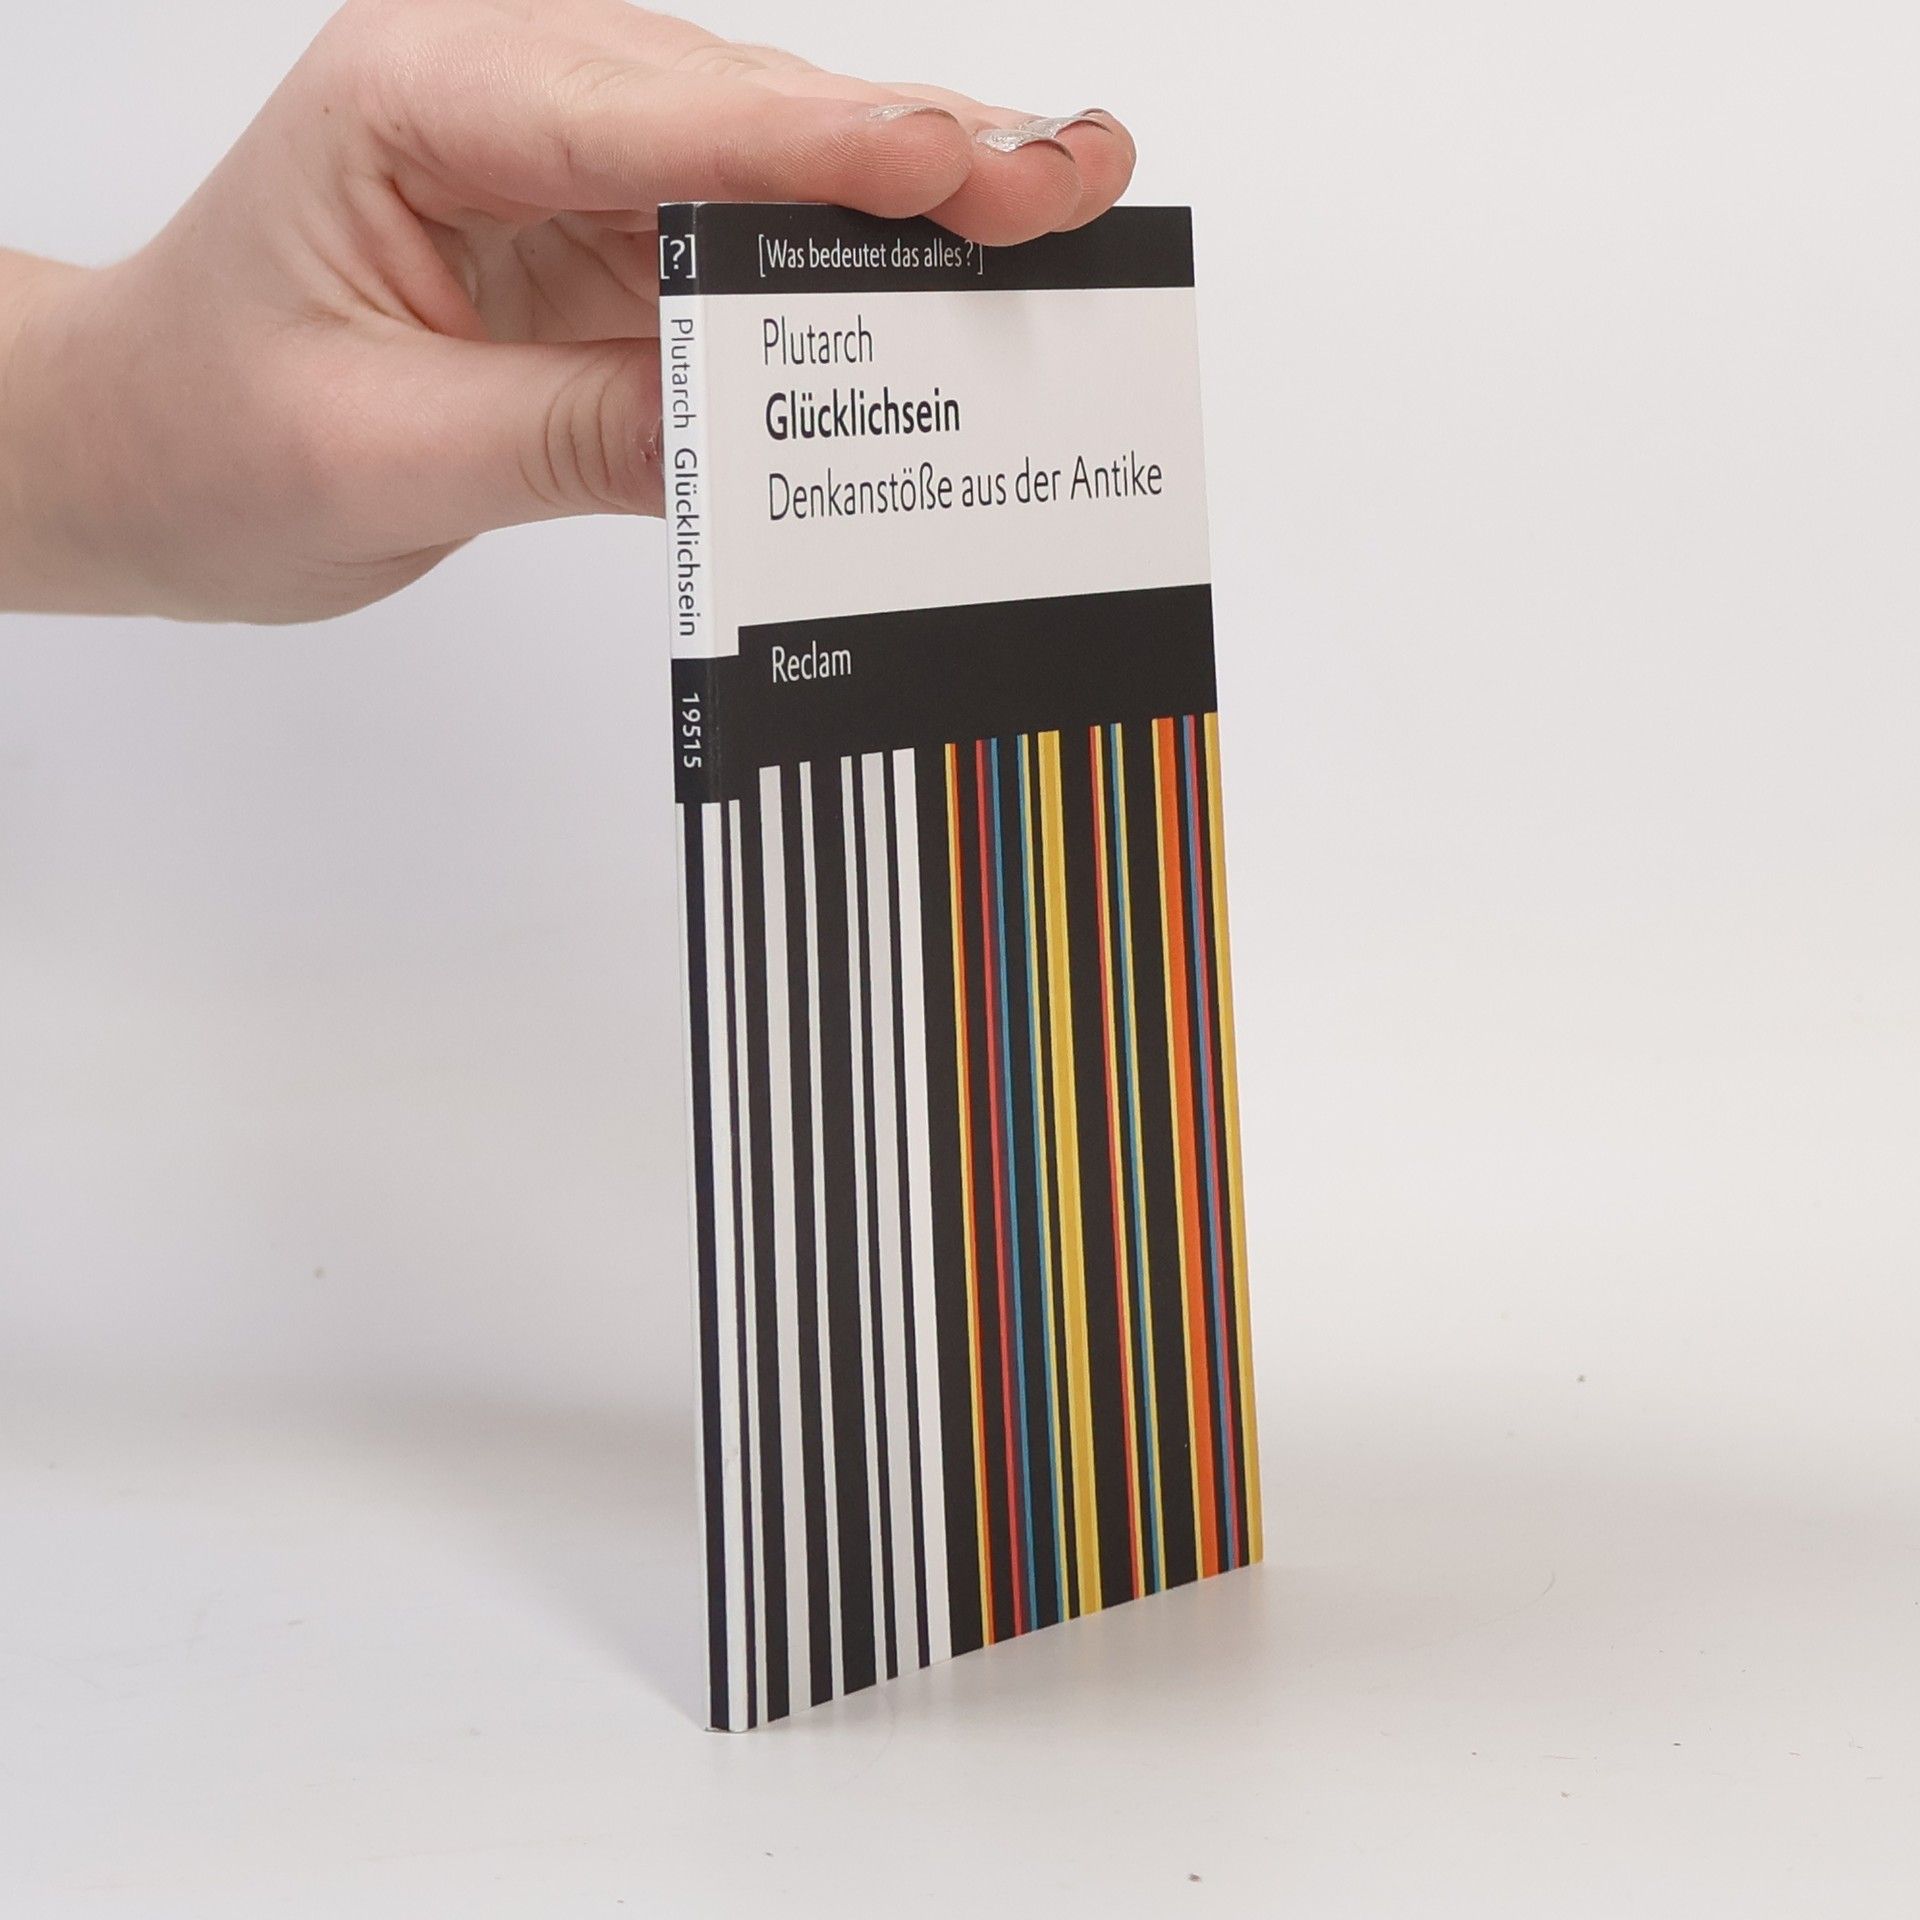 [?]
Plutarch Glücklichsein
19515
[Was bedeutet das alles?]
Plutarch
Glücklichsein
Denkanstöße aus der Antike
Reclam